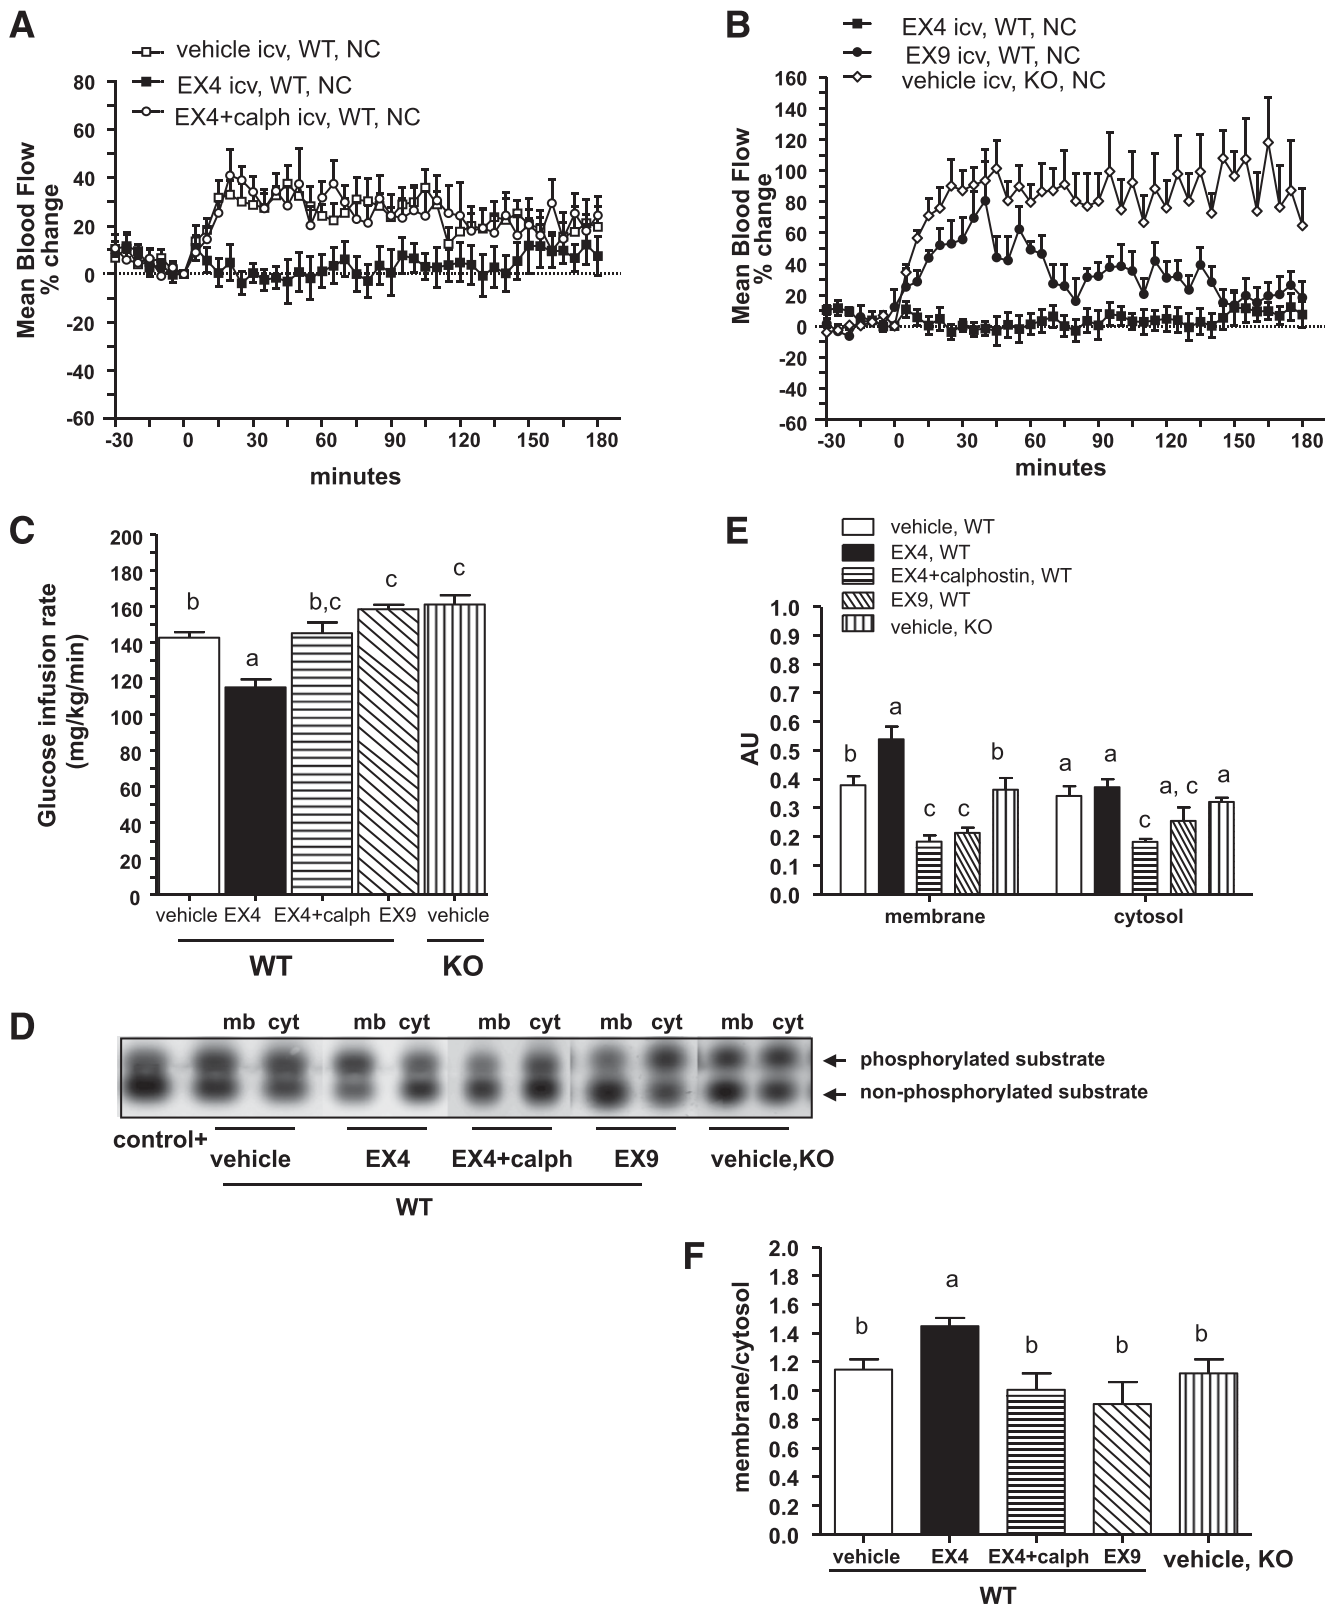 A
vehicle icv, WT, NC
EX4 icv, WT, NC
EX4+calph icv, WT, NC
Mean Blood Flow
% change
80
60
40
20
0
-20
-40
-60
-30 0 30 60 90 120 150 180
minutes
B
EX4 icv, WT, NC
EX9 icv, WT, NC
vehicle icv, KO, NC
Mean Blood Flow
% change
160
140
120
100
80
60
40
20
0
-20
-40
-60
-30 0 30 60 90 120 150 180
minutes
C
Glucose infusion rate
(mg/kg/min)
200
180
160
140
120
100
80
60
40
20
0
b a b,c c c
vehicle EX4 EX4+calph EX9 vehicle
WT KO
E
vehicle, WT
EX4, WT
EX4+calphostin, WT
EX9, WT
vehicle, KO
AU
1.0
0.9
0.8
0.7
0.6
0.5
0.4
0.3
0.2
0.1
0.0
b a c c b a a c a, c a
membrane cytosol
D
mb cyt mb cyt mb cyt mb cyt mb cyt
phosphorylated substrate
non-phosphorylated substrate
control+
vehicle EX4 EX4+calph EX9 vehicle,KO
WT
F
membrane/cytosol
2.0
1.8
1.6
1.4
1.2
1.0
0.8
0.6
0.4
0.2
0.0
b a b b b
vehicle EX4 EX4+calph EX9 vehicle, KO
WT